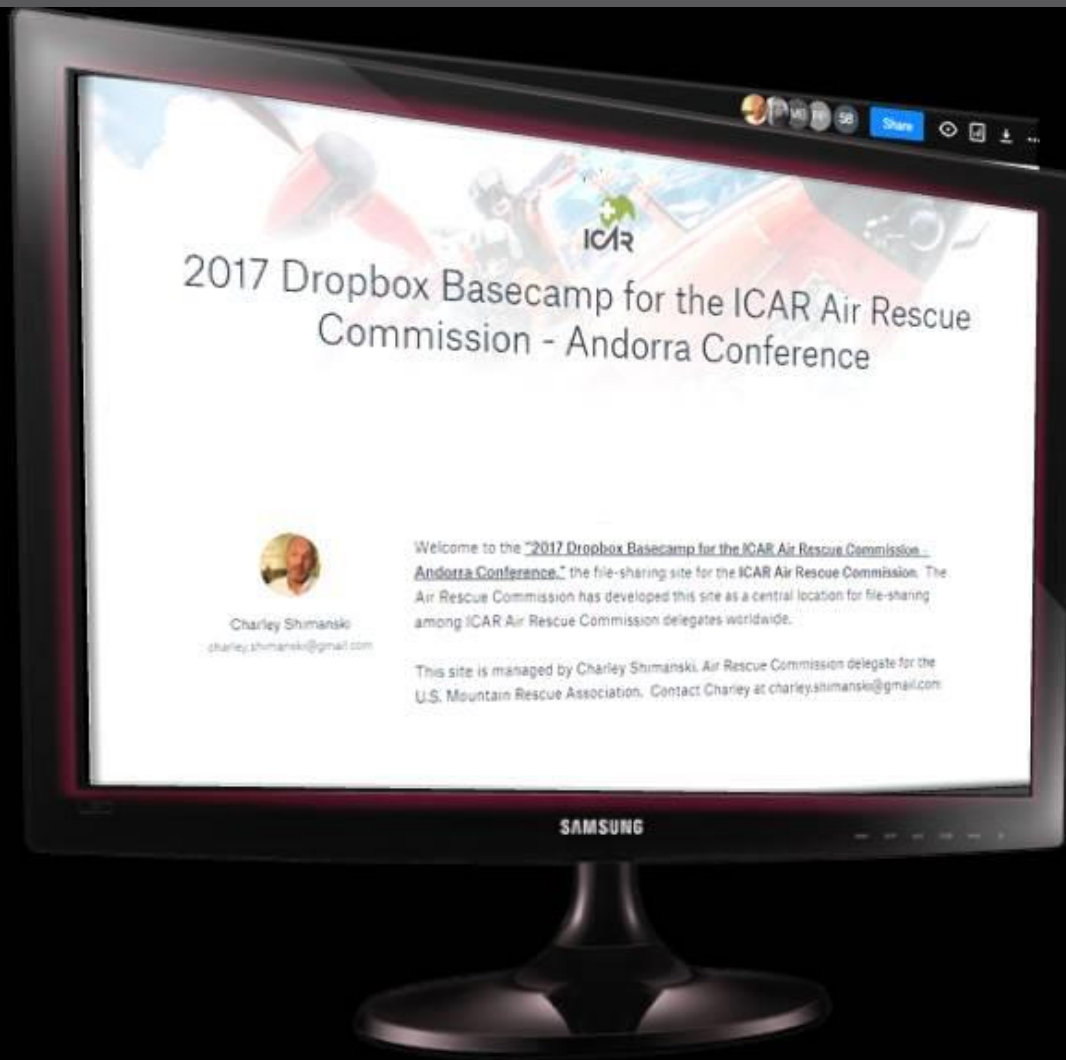 58
Share
ICAR
2017 Dropbox Basecamp for the ICAR Air Rescue
Commission - Andorra Conference
Welcome to the "2017 Dropbox Basecamp for the ICAR Air Rescue Commission -
Andorra Conference," the file-sharing site for the ICAR Air Rescue Commission. The
Air Rescue Commission has developed this site as a central location for file-sharing
among ICAR Air Rescue Commission delegates worldwide.
Charley Shimanski
charley.shimanski@gmail.com
This site is managed by Charley Shimanski, Air Rescue Commission delegate for the
U.S. Mountain Rescue Association. Contact Charley at charley.shimanski@gmail.com
SAMSUNG